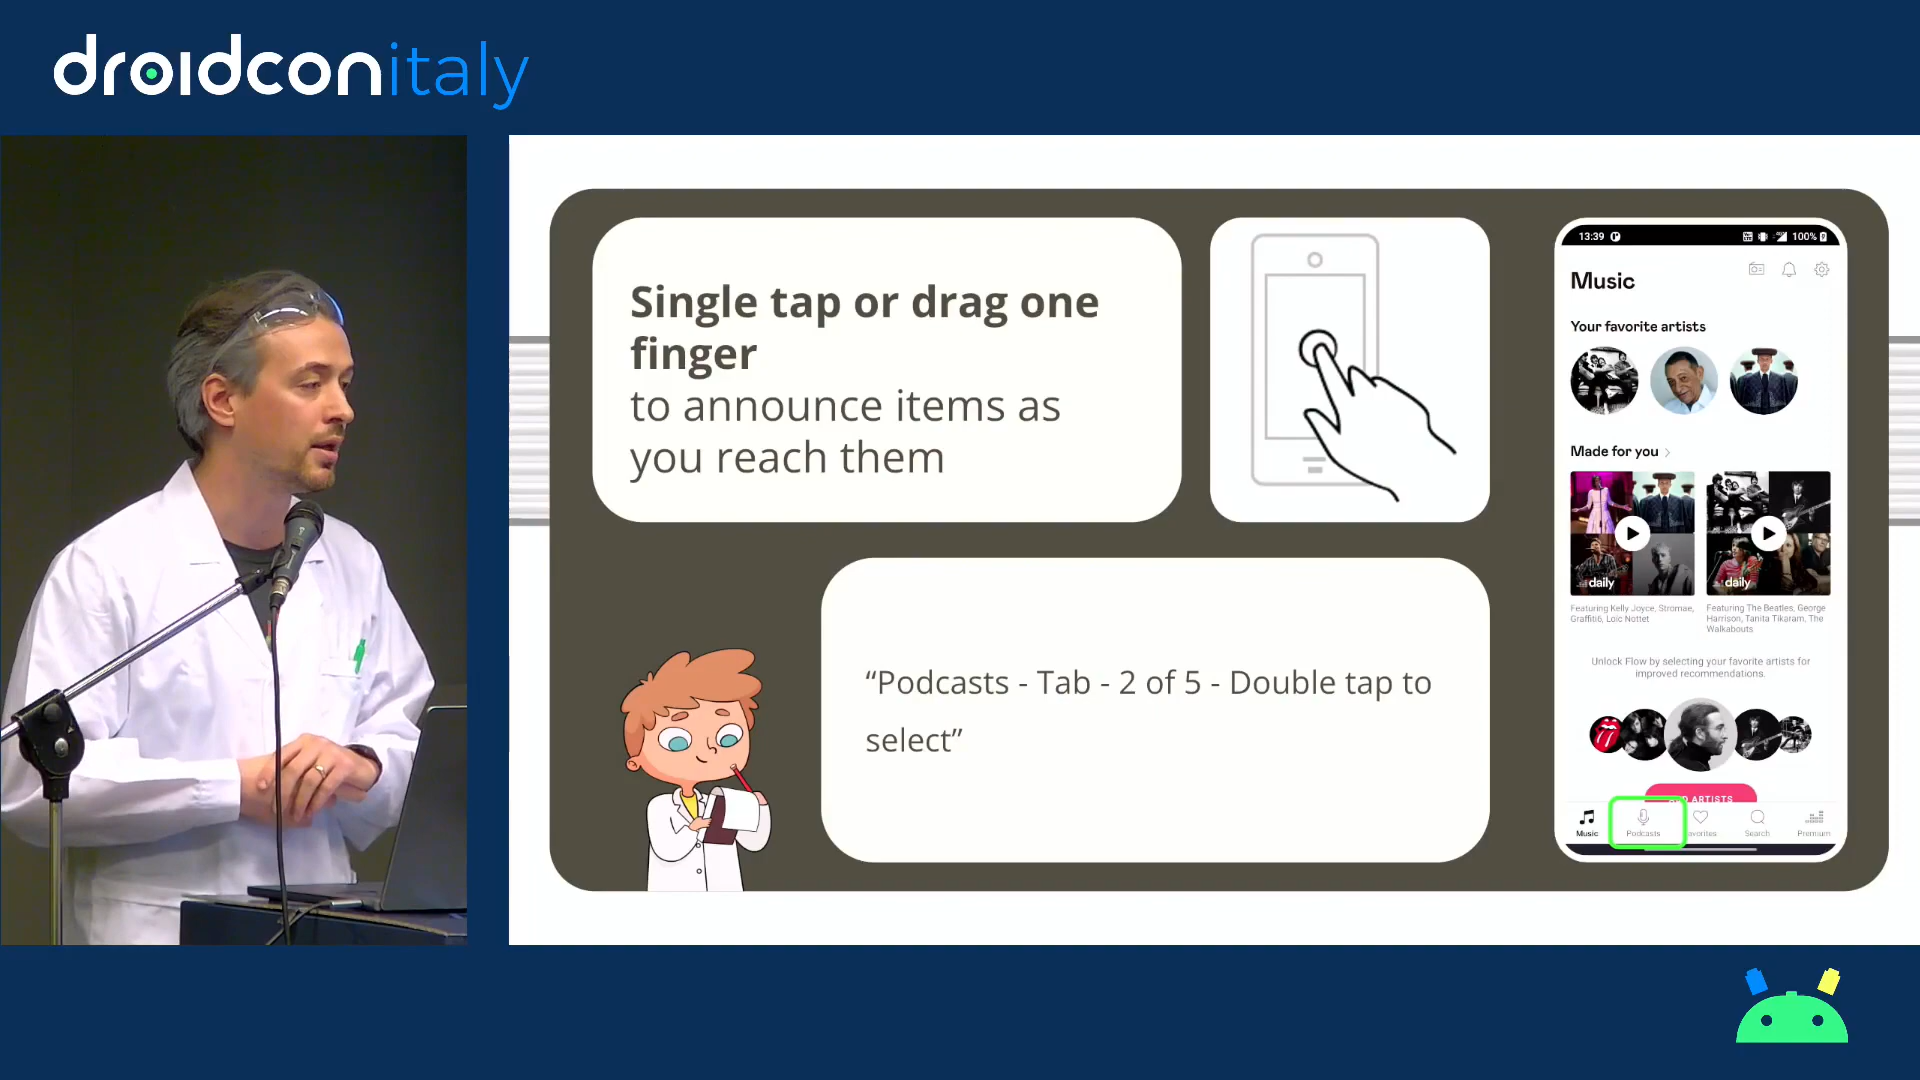 droidconitaly
Single tap or drag one
finger
to announce items as
you reach them
“Podcasts - Tab - 2 of 5 - Double tap to
select”
13:39
100%
Music
Your favorite artists
Made for you
daily
daily
Featuring Kelly Joyce, Stromae,
Graffiti6, Loïc Nottet
Featuring The Beatles, George
Harrison, Tanita Tikaram, The
Walkabouts
Unlock Flow by selecting your favorite artists for
improved recommendations.
ARTISTS
Music
Podcasts
Search
Premium